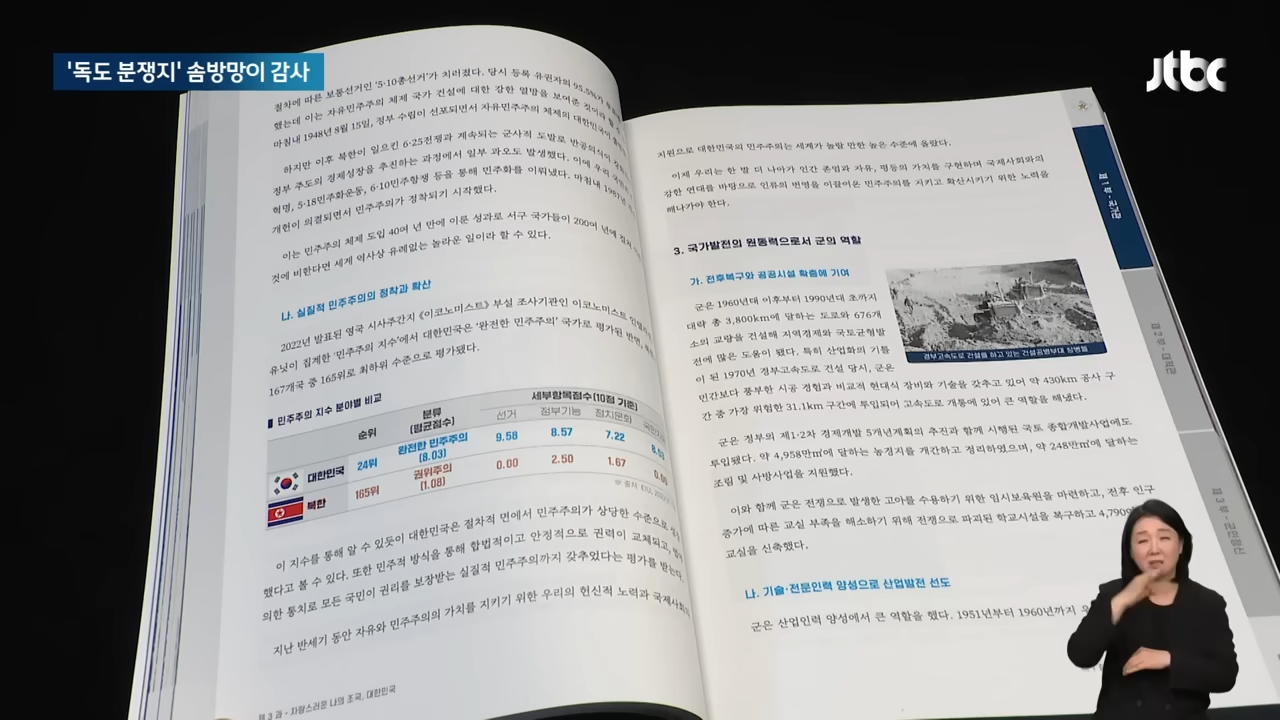 '독도 분쟁지' 솜방망이 감사
jtbc
절차에 따른 보통선거인 '5·10총선거'가 치러졌다. 당시 등록 유권자의 95.5%가
했는데 이는 자유민주주의 체제 국가 건설에 대한 강한 열망을 보여준 것이라
마침내 1948년 8월 15일, 정부 수립이 선포되면서 자유민주주의 체제의 대한민국이
하지만 이후 북한이 일으킨 6·25전쟁과 계속되는 군사적 도발로 반공의식이
정부 주도의 경제성장을 추진하는 과정에서 일부 과오도 발생했다. 이에 우리
혁명, 5·18민주화운동, 6·10민주항쟁 등을 통해 민주화를 이뤄냈다. 마침내 1987년
개헌이 의결되면서 민주주의가 정착되기 시작했다.
이는 민주주의 체제 도입 40여 년 만에 이룬 성과로 서구 국가들이 200여 년에 걸쳐
것에 비한다면 세계 역사상 유례없는 놀라운 일이라 할 수 있다.
나. 실질적 민주주의의 정착과 확산
2022년 발표된 영국 시사주간지 《이코노미스트》 부설 조사기관인 이코노미스트
유닛이 집계한 '민주주의 지수'에서 대한민국은 '완전한 민주주의' 국가로 평가된 반면,
167개국 중 165위로 최하위 수준으로 평가됐다.
민주주의 지수 분야별 비교
순위 분류 (평균점수) 세부항목점수(10점 기준)
선거 정부기능 정치문화
대한민국 24위 완전한 민주주의 (8.03) 9.58 8.57 7.22
북한 165위 권위주의 (1.08) 0.00 2.50 1.67
※ 출처
이 지수를 통해 알 수 있듯이 대한민국은 절차적 면에서 민주주의가 상당한 수준으로
했다고 볼 수 있다. 또한 민주적 방식을 통해 합법적이고 안정적으로 권력이 교체되고,
의한 통치로 모든 국민이 권리를 보장받는 실질적 민주주의까지 갖추었다는 평가를 받는다.
지난 반세기 동안 자유와 민주주의의 가치를 지키기 위한 우리의 헌신적 노력과 국제사회의
제 3 과 - 자랑스러운 나의 조국, 대한민국
지원으로 대한민국의 민주주의는 세계가 놀랄 만한 높은 수준에 올랐다.
이제 우리는 한 발 더 나아가 인간 존엄과 자유, 평등의 가치를 구현하며 국제사회와의
강한 연대를 바탕으로 인류의 번영을 이끌어온 민주주의를 지키고 확산시키기 위한 노력을
해나가야 한다.
3. 국가발전의 원동력으로서 군의 역할
가. 전후복구와 공공시설 확충에 기여
군은 1960년대 이후부터 1990년대 초까지
대략 총 3,800km에 달하는 도로와 676개
소의 교량을 건설해 지역경제와 국토균형발
전에 많은 도움이 됐다. 특히 산업화의 기틀
이 된 1970년 경부고속도로 건설 당시, 군은
경부고속도로 건설을 하고 있는 건설공병부대 장병들
민간보다 풍부한 시공 경험과 비교적 현대식 장비와 기술을 갖추고 있어 약 430km 공사 구
간 중 가장 위험한 31.1km 구간에 투입되어 고속도로 개통에 있어 큰 역할을 해냈다.
군은 정부의 제1·2차 경제개발 5개년계획의 추진과 함께 시행된 국토 종합개발사업에도
투입됐다. 약 4,958만㎡에 달하는 농경지를 개간하고 정리하였으며, 약 248만㎡에 달하는
조림 및 사방사업을 지원했다.
이와 함께 군은 전쟁으로 발생한 고아를 수용하기 위한 임시보육원을 마련하고, 전후 인구
증가에 따른 교실 부족을 해소하기 위해 전쟁으로 파괴된 학교시설을 복구하고 4,790
교실을 신축했다.
나. 기술·전문인력 양성으로 산업발전 선도
군은 산업인력 양성에서 큰 역할을 했다. 1951년부터 1960년까지
제1부 - 국가관
제2부 - 대적관
제3부 - 군인정신